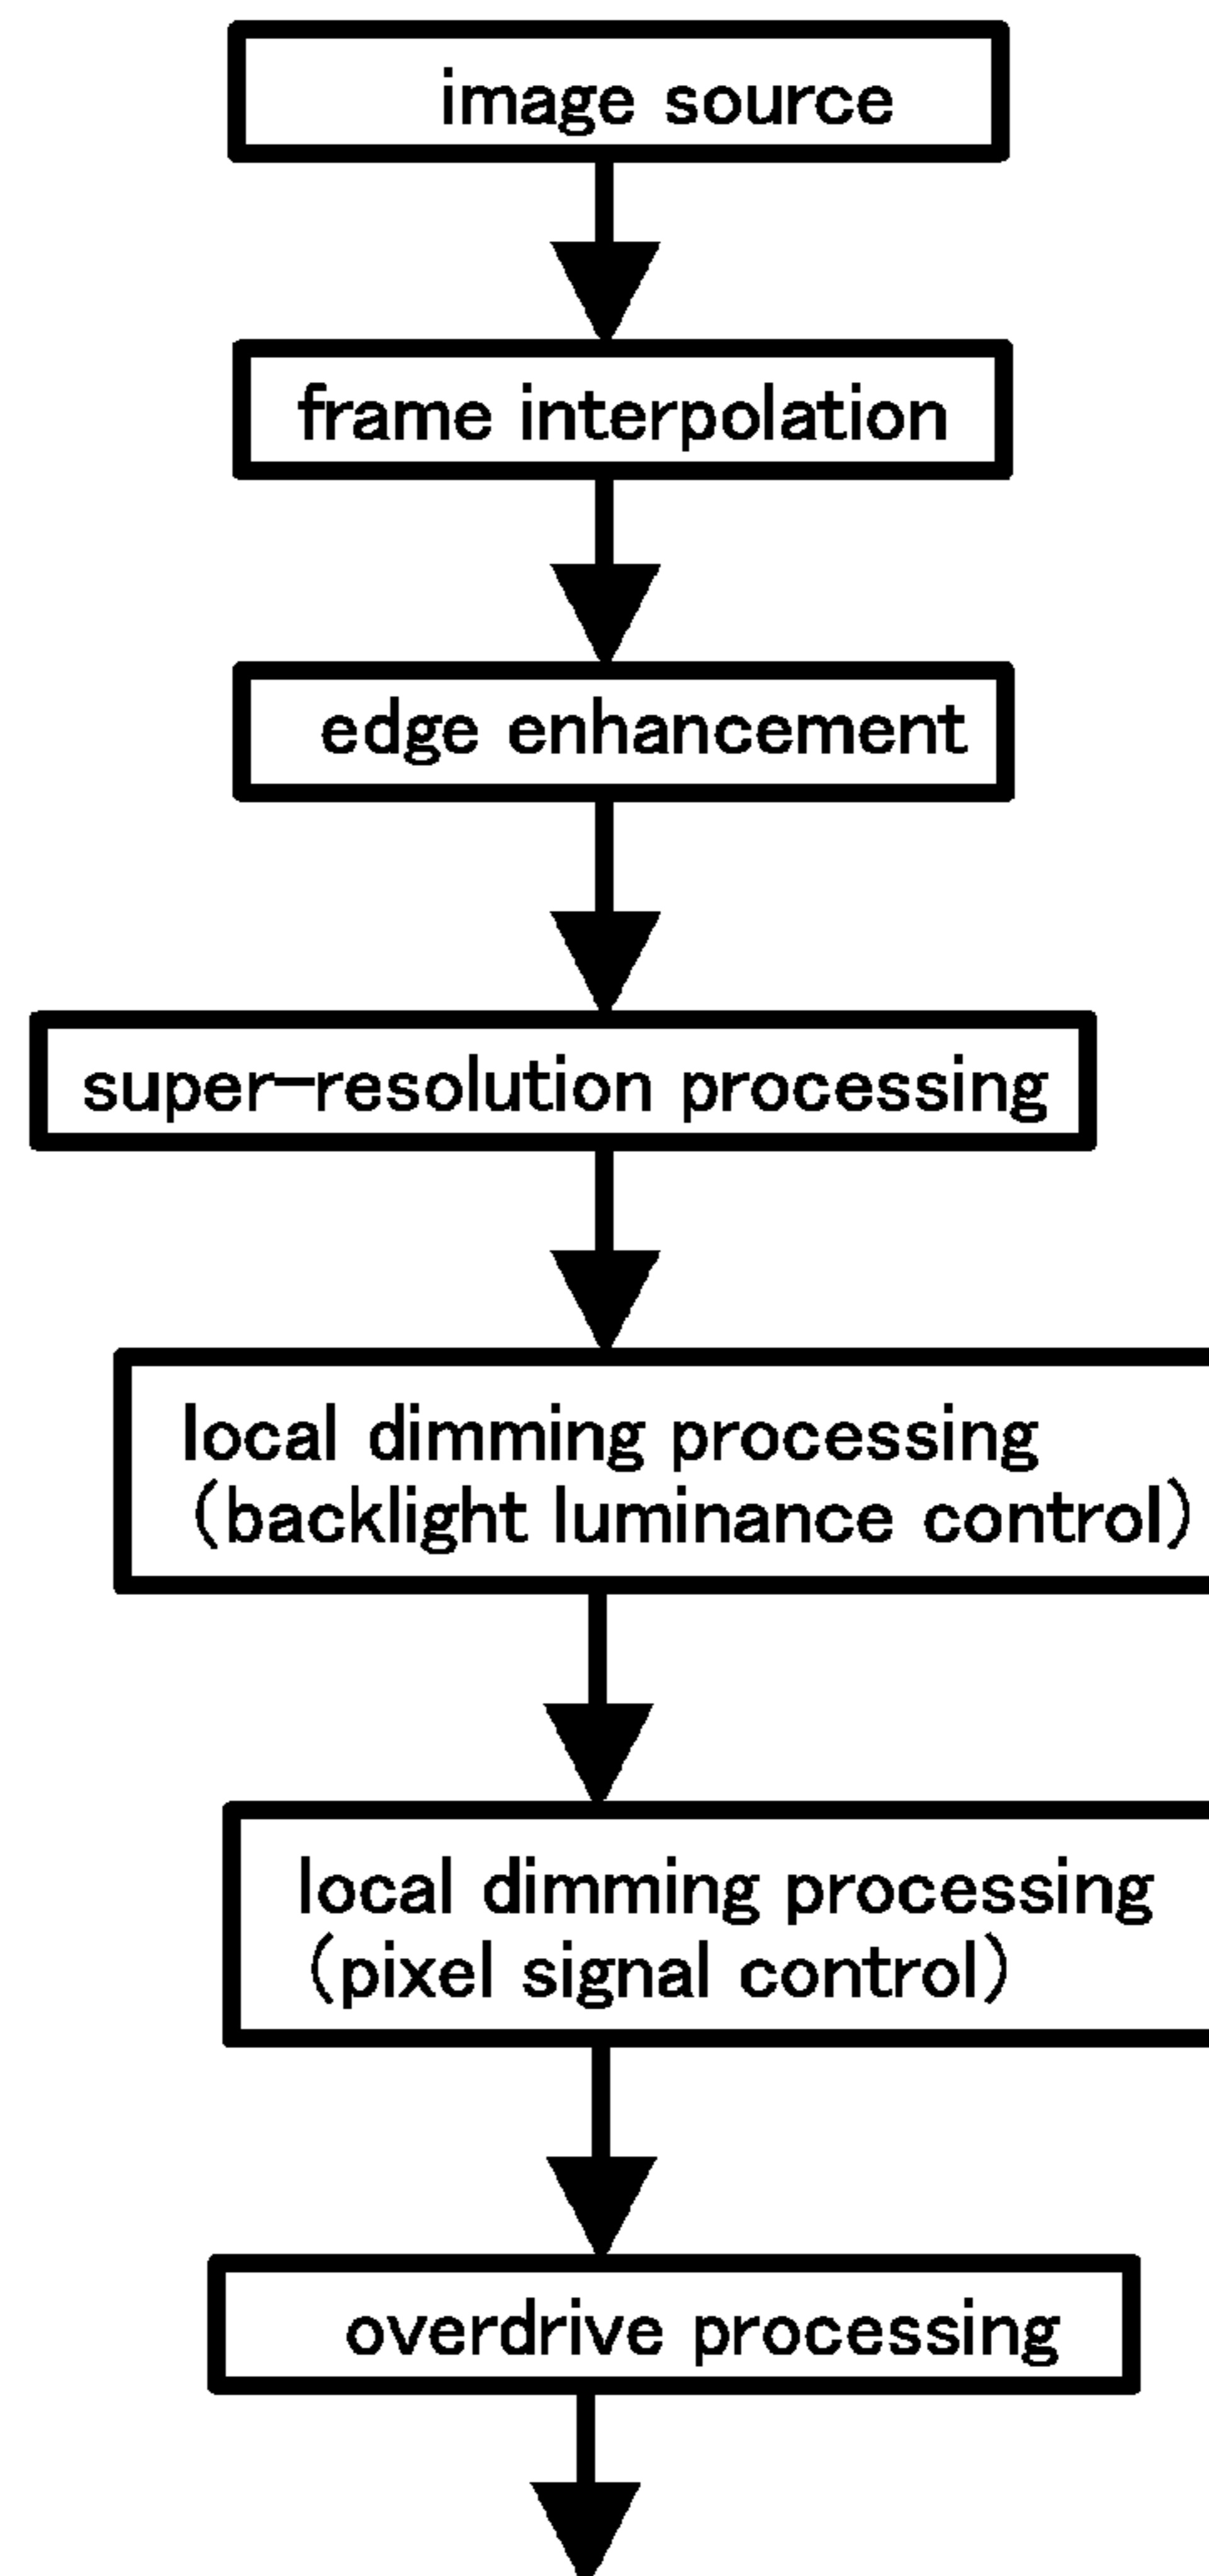 image source
frame interpolation
edge enhancement
super-resolution processing
local dimming processing
(backlight luminance control)
local dimming processing
(pixel signal control)
overdrive processing